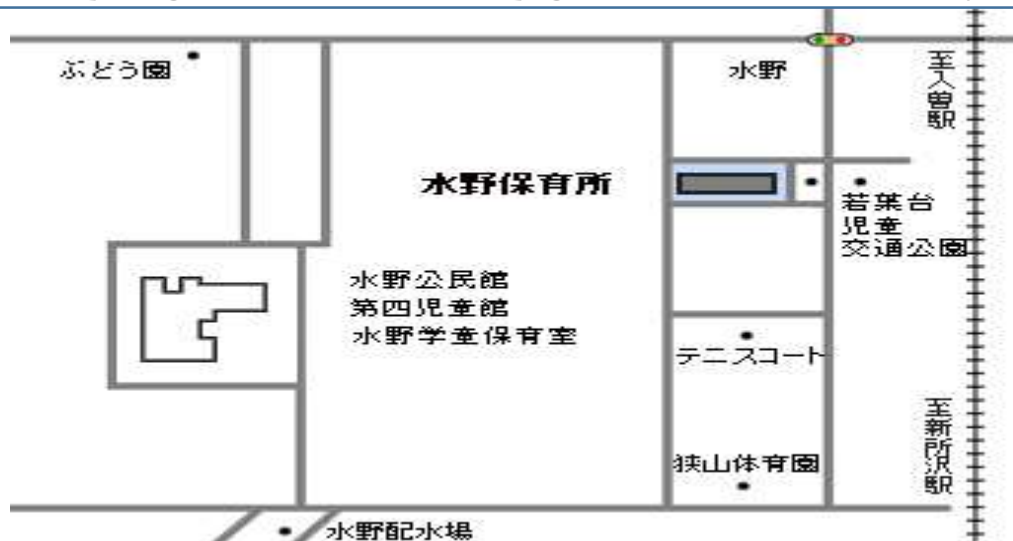 ぶどう園
水野
至入曽駅
水野保育所
若葉台
児童
交通公園
水野公民館
第四児童館
水野学童保育室
テニスコート
至新所沢駅
狭山体育園
水野配水場